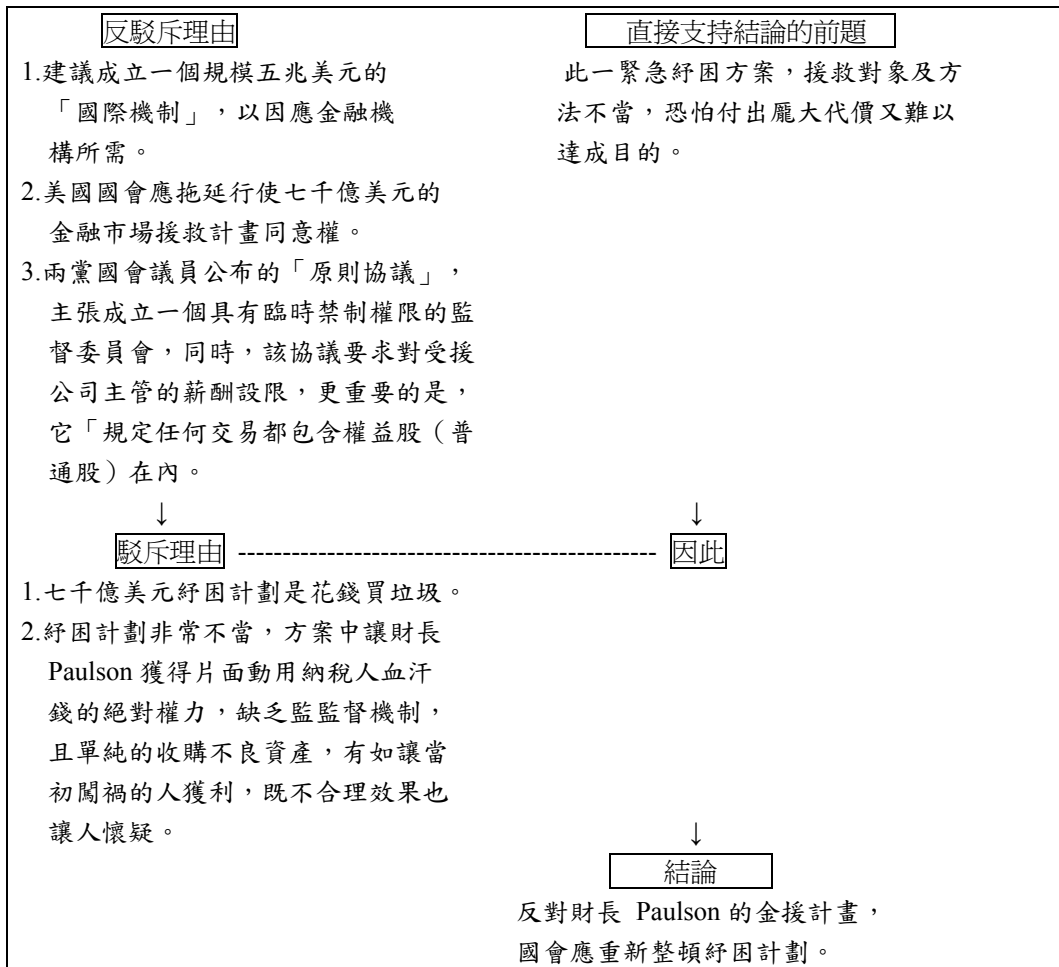 反駁斥理由
1.建議成立一個規模五兆美元的
「國際機制」,以因應金融機
構所需。
2.美國國會應拖延行使七千億美元的
金融市場援救計畫同意權。
3.兩黨國會議員公布的「原則協議」,
主張成立一個具有臨時禁制權限的監
督委員會,同時,該協議要求對受援
公司主管的薪酬設限,更重要的是,
它「規定任何交易都包含權益股(普
通股)在內。
直接支持結論的前題
此一緊急紓困方案,援救對象及方
法不當,恐怕付出龐大代價又難以
達成目的。
↓ ↓
駁斥理由 ----------------------------------------------- 因此
1.七千億美元紓困計劃是花錢買垃圾。
2.紓困計劃非常不當,方案中讓財長
Paulson 獲得片面動用納稅人血汗
錢的絕對權力,缺乏監監督機制,
且單純的收購不良資產,有如讓當
初闖禍的人獲利,既不合理效果也
讓人懷疑。
↓
結論
反對財長 Paulson 的金援計畫,
國會應重新整頓紓困計劃。